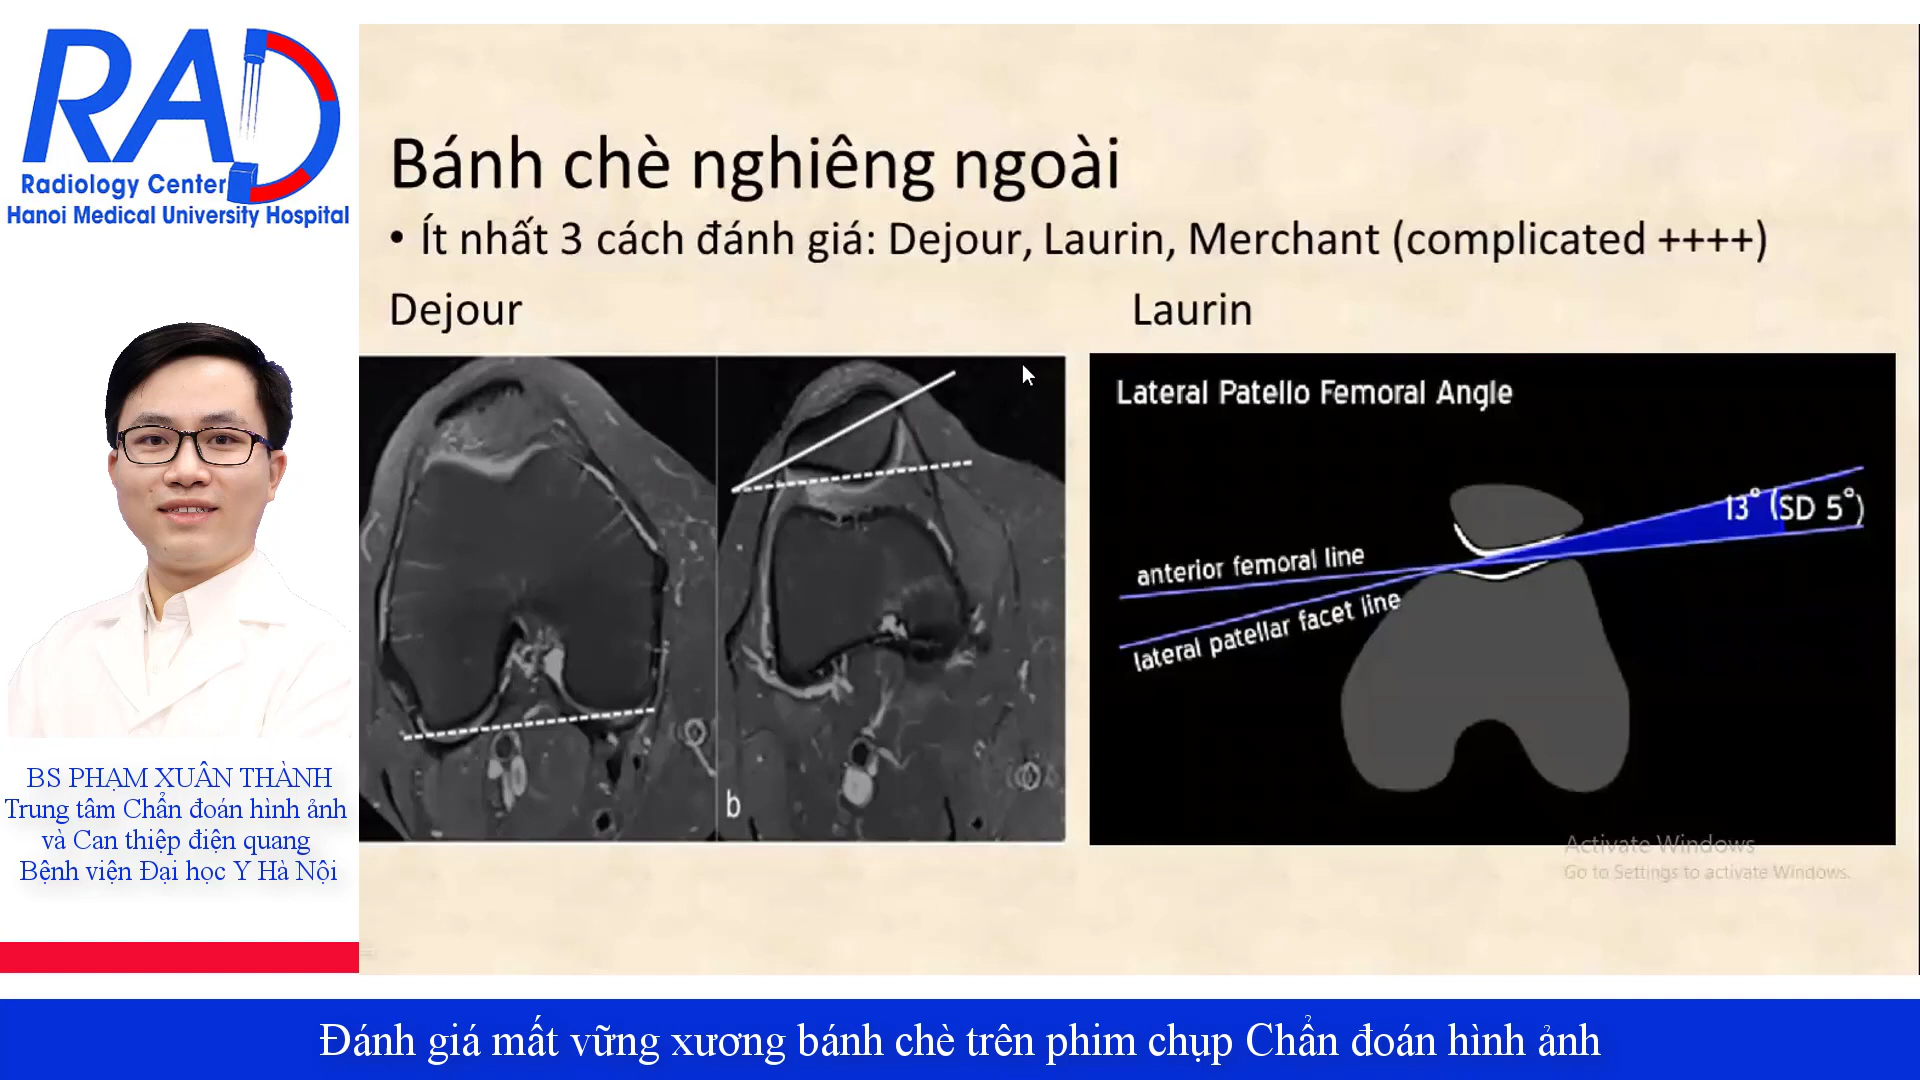 RAD
Radiology Center
Hanoi Medical University Hospital
BS PHẠM XUÂN THÀNH
Trung tâm Chẩn đoán hình ảnh
và Can thiệp điện quang
Bệnh viện Đại học Y Hà Nội
Bánh chè nghiêng ngoài
• Ít nhất 3 cách đánh giá: Dejour, Laurin, Merchant (complicated ++++)
Dejour
Laurin
b
Lateral Patello Femoral Angle
13° (SD 5°)
anterior femoral line
lateral patellar facet line
Activate Windows
Go to Settings to activate Windows.
Đánh giá mất vững xương bánh chè trên phim chụp Chẩn đoán hình ảnh